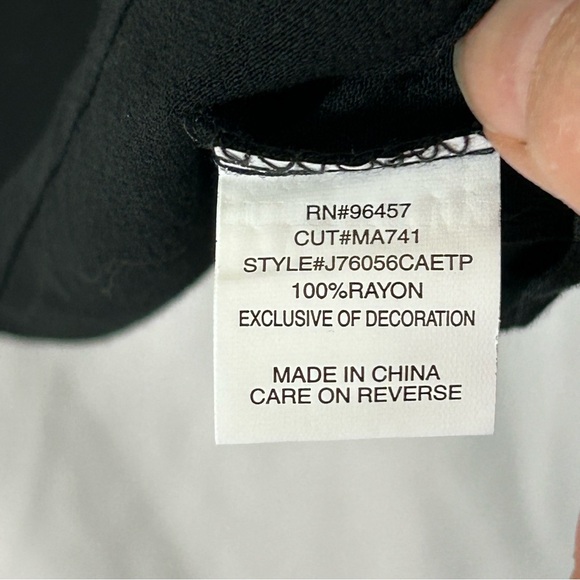 RN#96457
CUT#MA741
STYLE#J76056CAETP
100%RAYON
EXCLUSIVE OF DECORATION
MADE IN CHINA
CARE ON REVERSE